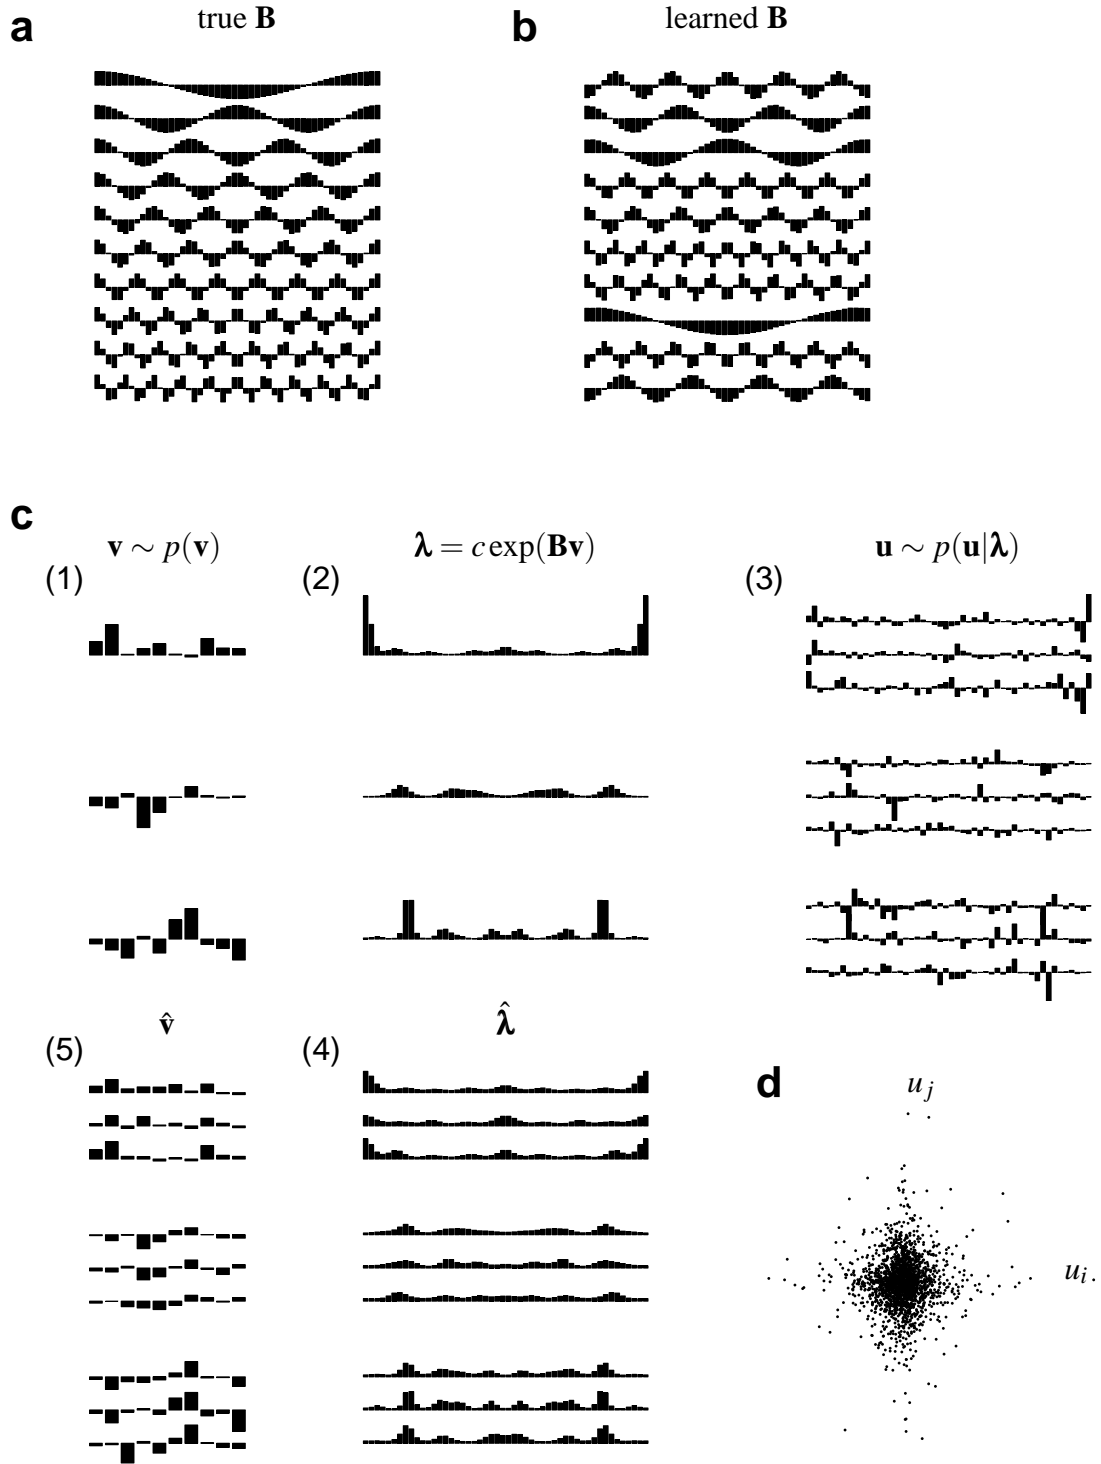 a true B
b learned B
c
v ∼ p(v)
λ = c exp(Bv)
u ∼ p(u|λ)
(1) (2) (3)
v̂
λ̂
(5) (4)
d
u_j
u_i.